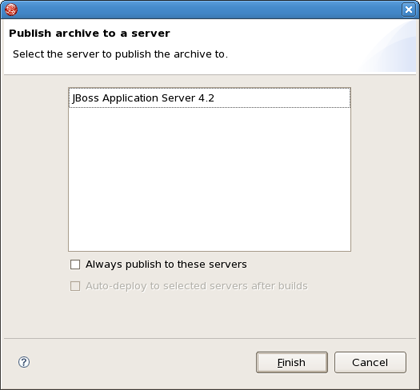 Publish archive to a server
Select the server to publish the archive to.
JBoss Application Server 4.2
Always publish to these servers
Auto-deploy to selected servers after builds
?
Finish
Cancel